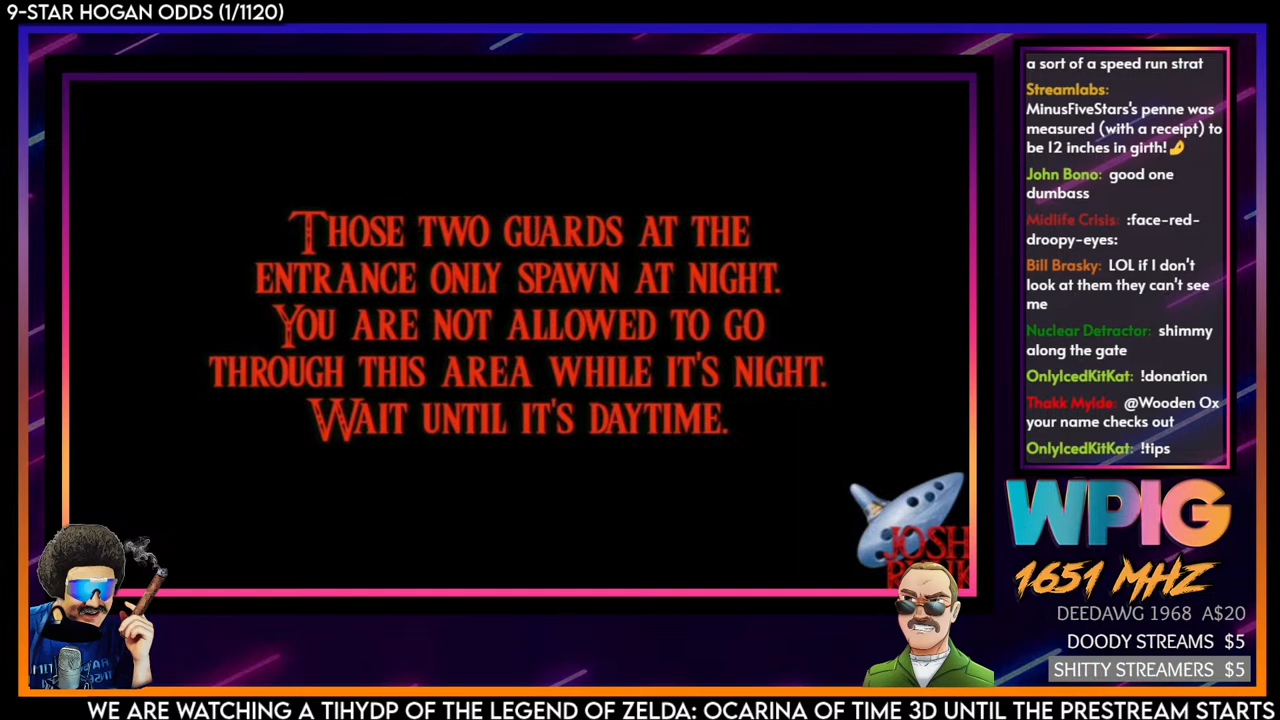 9-STAR HOGAN ODDS (1/1120)
THOSE TWO GUARDS AT THE
ENTRANCE ONLY SPAWN AT NIGHT.
YOU ARE NOT ALLOWED TO GO
THROUGH THIS AREA WHILE IT'S NIGHT.
WAIT UNTIL IT'S DAYTIME.
JOSH
a sort of a speed run strat
Streamlabs:
MinusFiveStars's penne was
measured (with a receipt) to
be 12 inches in girth!
John Bono: good one
dumbass
Midlife Crisis: :face-red-
droopy-eyes:
Bill Brasky: LOL if I don't
look at them they can't see
me
Nuclear Detractor: shimmy
along the gate
OnlyIcedKitKat: !donation
Thakk Mylde: @Wooden Ox
your name checks out
OnlyIcedKitKat: !tips
WPIG
1651 MHZ
DEEDAWG 1968 A$20
DOODY STREAMS $5
SHITTY STREAMERS $5
WE ARE WATCHING A TIHYDP OF THE LEGEND OF ZELDA: OCARINA OF TIME 3D UNTIL THE PRESTREAM STARTS